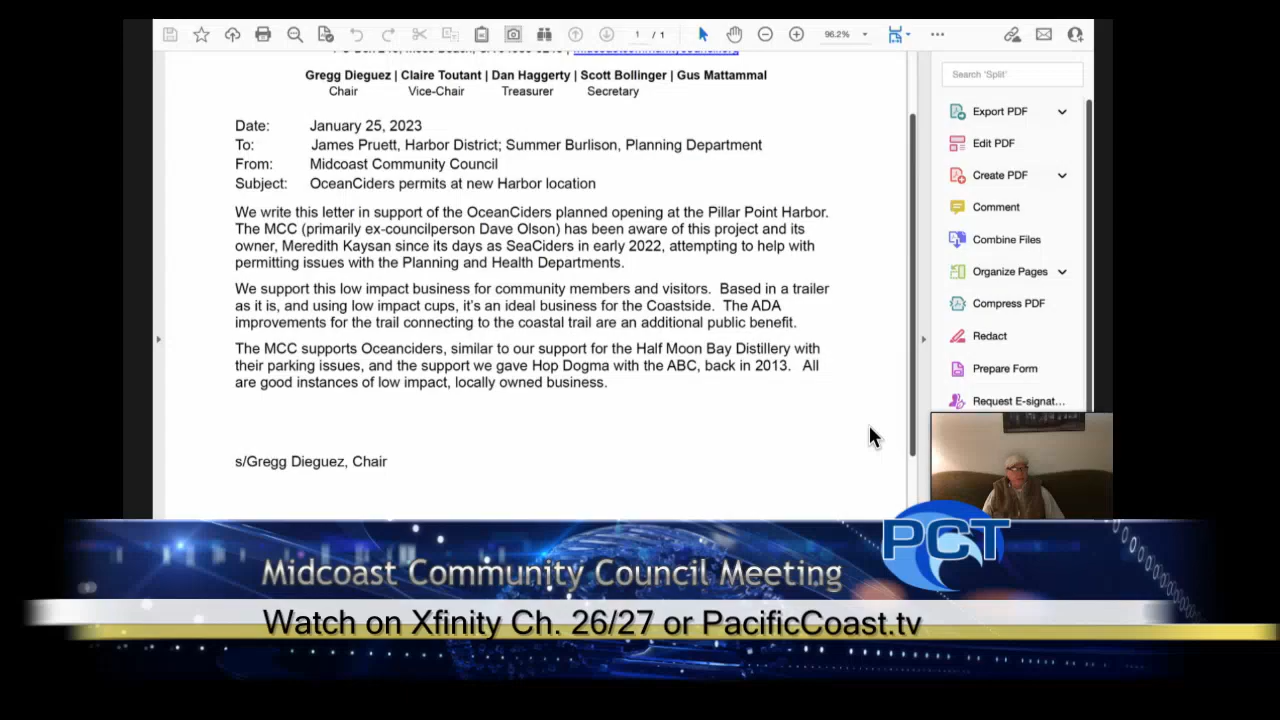 1 / 1
96.2%
midcoastcommunitycouncil.org
Gregg Dieguez | Claire Toutant | Dan Haggerty | Scott Bollinger | Gus Mattammal
Chair Vice-Chair Treasurer Secretary
Date: January 25, 2023
To: James Pruett, Harbor District; Summer Burlison, Planning Department
From: Midcoast Community Council
Subject: OceanCiders permits at new Harbor location
We write this letter in support of the OceanCiders planned opening at the Pillar Point Harbor.
The MCC (primarily ex-councilperson Dave Olson) has been aware of this project and its
owner, Meredith Kaysan since its days as SeaCiders in early 2022, attempting to help with
permitting issues with the Planning and Health Departments.
We support this low impact business for community members and visitors. Based in a trailer
as it is, and using low impact cups, it's an ideal business for the Coastside. The ADA
improvements for the trail connecting to the coastal trail are an additional public benefit.
The MCC supports Oceanciders, similar to our support for the Half Moon Bay Distillery with
their parking issues, and the support we gave Hop Dogma with the ABC, back in 2013. All
are good instances of low impact, locally owned business.
s/Gregg Dieguez, Chair
Search 'Split'
Export PDF
Edit PDF
Create PDF
Comment
Combine Files
Organize Pages
Compress PDF
Redact
Prepare Form
Request E-signat...
PCT
Midcoast Community Council Meeting
Watch on Xfinity Ch. 26/27 or PacificCoast.tv